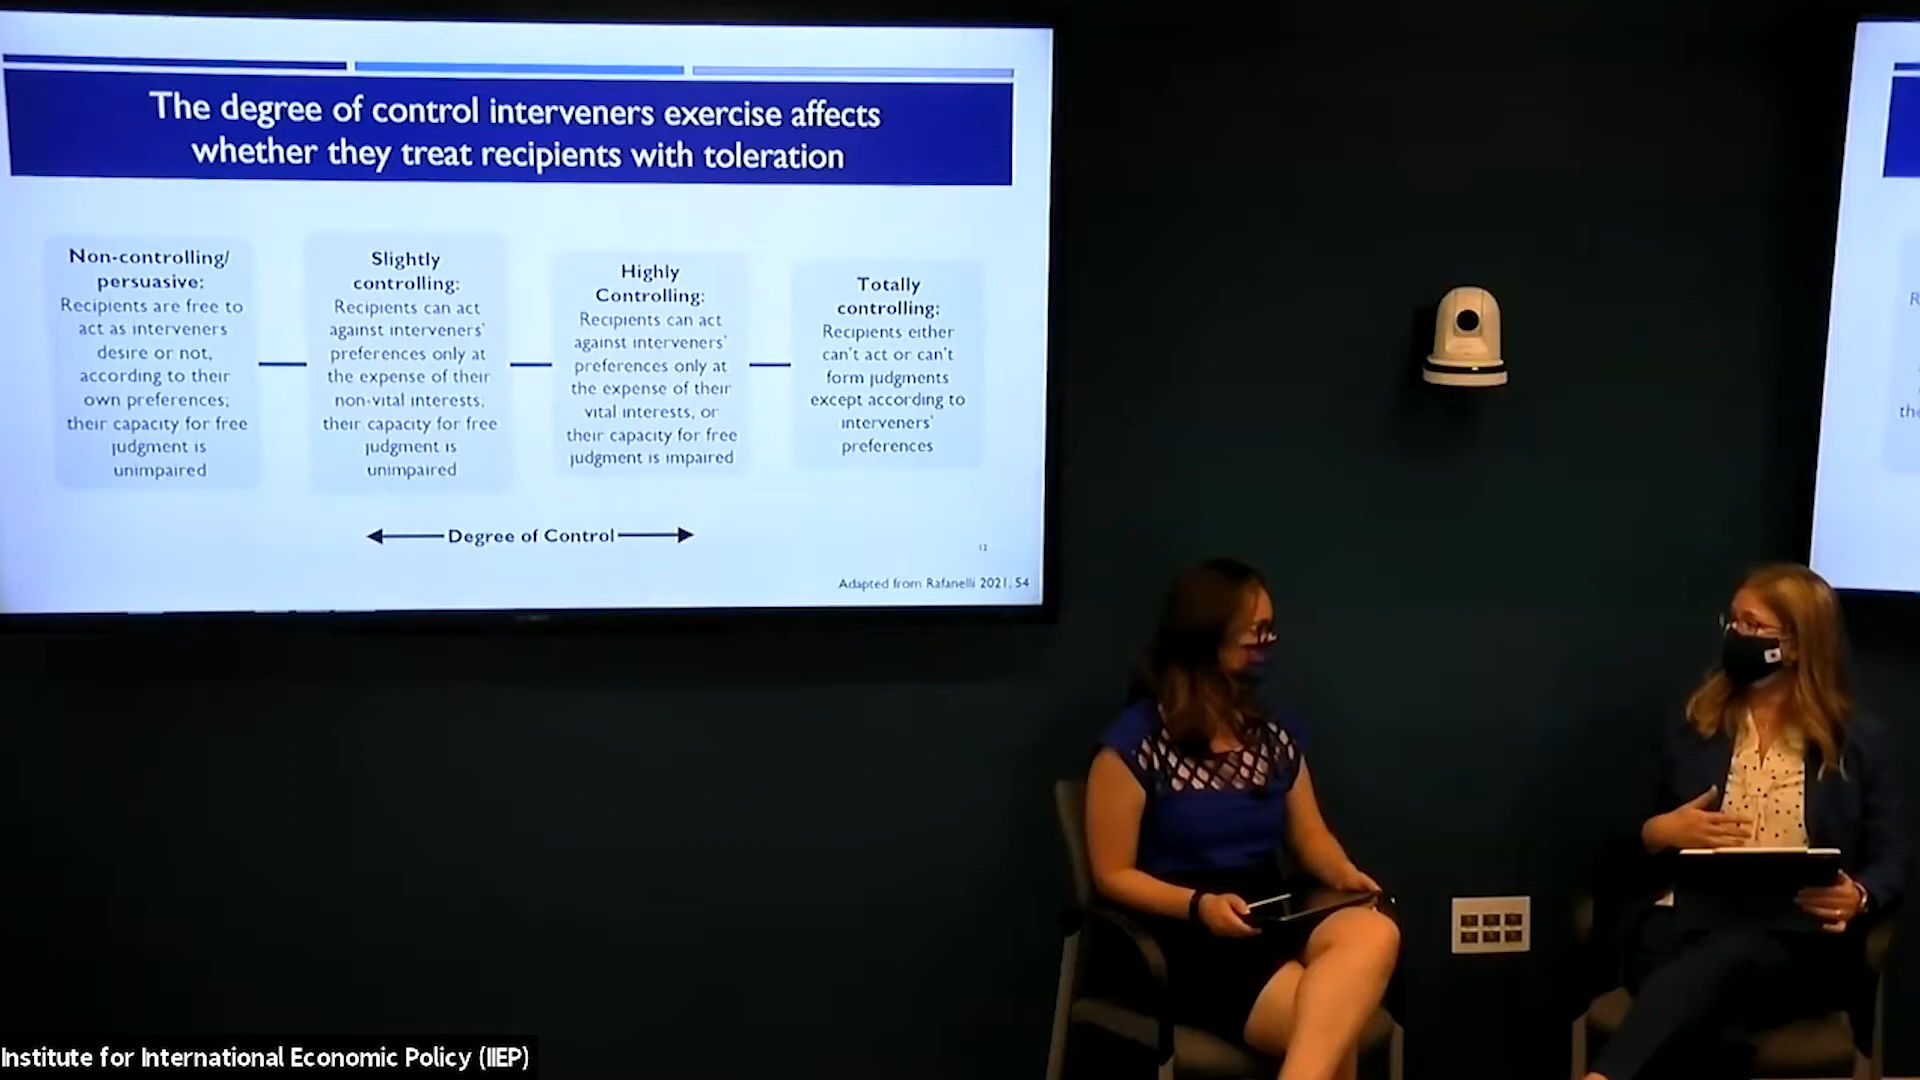 The degree of control interveners exercise affects
whether they treat recipients with toleration
Non-controlling/
persuasive:
Recipients are free to
act as interveners
desire or not,
according to their
own preferences;
their capacity for free
judgment is
unimpaired
Slightly
controlling:
Recipients can act
against interveners'
preferences only at
the expense of their
non-vital interests,
their capacity for free
judgment is
unimpaired
Highly
Controlling:
Recipients can act
against interveners'
preferences only at
the expense of their
vital interests, or
their capacity for free
judgment is impaired
Totally
controlling:
Recipients either
can't act or can't
form judgments
except according to
interveners'
preferences
Degree of Control
Adapted from Rafanelli 2021, 54
Institute for International Economic Policy (IIEP)